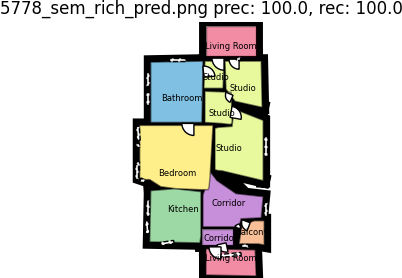 5778_sem_rich_pred.png prec: 100.0, rec: 100.0
Living Room
Studio
Studio
Bathroom
Studio
Studio
Bedroom
Corridor
Kitchen
Corridor
Balcony
Living Room